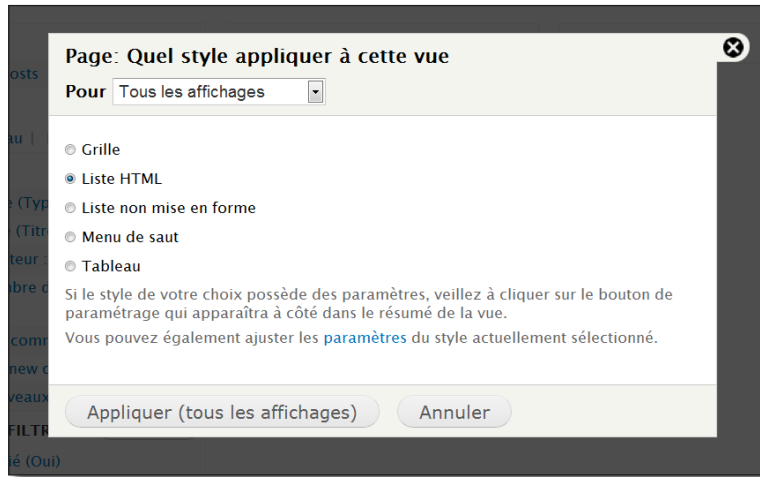 Page: Quel style appliquer à cette vue
Pour Tous les affichages
Grille
Liste HTML
Liste non mise en forme
Menu de saut
Tableau
Si le style de votre choix possède des paramètres, veillez à cliquer sur le bouton de
paramétrage qui apparaîtra à côté dans le résumé de la vue.
Vous pouvez également ajuster les paramètres du style actuellement sélectionné.
Appliquer (tous les affichages) Annuler
(Oui)